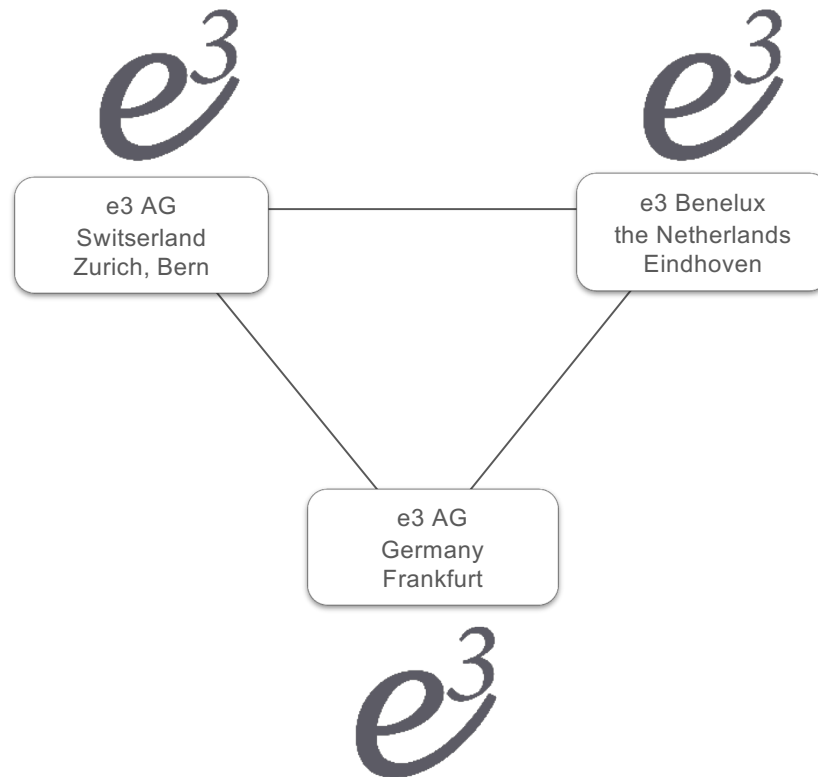 e3
e3
e3 AG
Switserland
Zurich, Bern
e3 Benelux
the Netherlands
Eindhoven
e3 AG
Germany
Frankfurt
e3